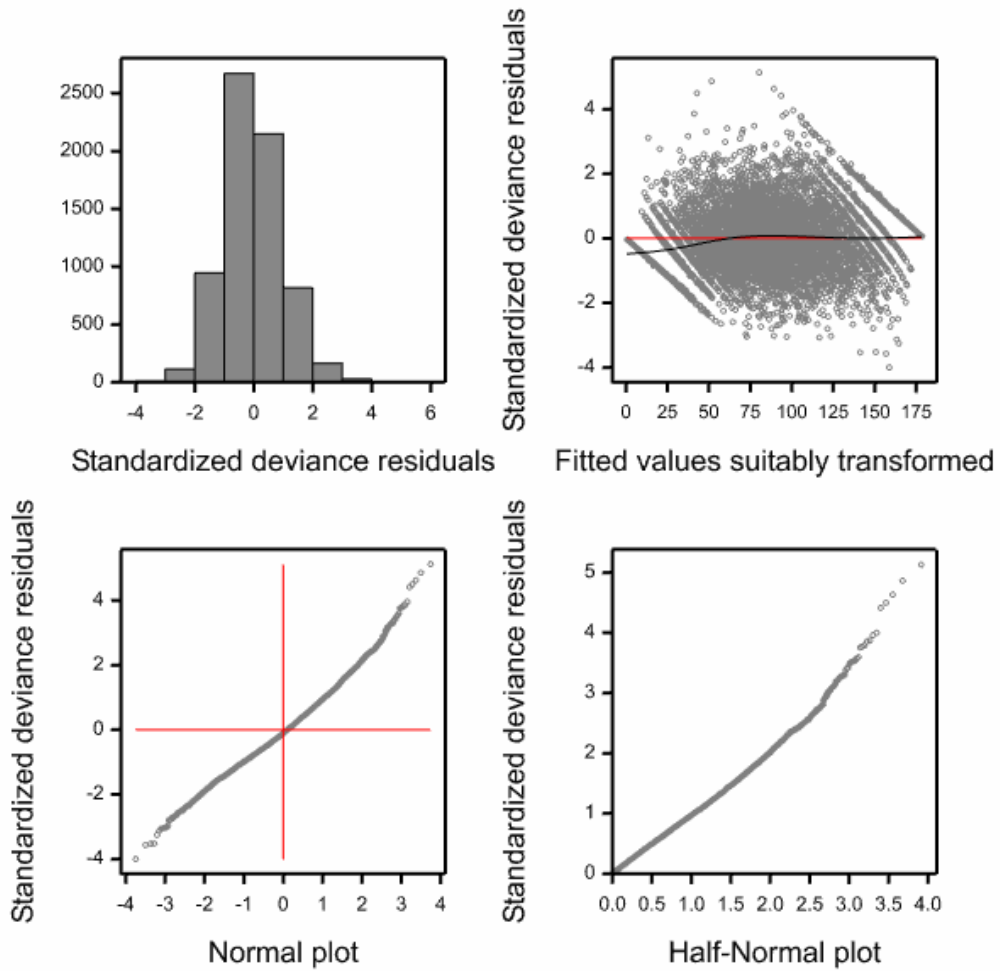 2500
2000
1500
1000
500
0
-4 -2 0 2 4 6
Standardized deviance residuals
Standardized deviance residuals
4
2
0
-2
-4
0 25 50 75 100 125 150 175
Fitted values suitably transformed
Standardized deviance residuals
4
2
0
-2
-4
-4 -3 -2 -1 0 1 2 3 4
Normal plot
Standardized deviance residuals
5
4
3
2
1
0
0.0 0.5 1.0 1.5 2.0 2.5 3.0 3.5 4.0
Half-Normal plot